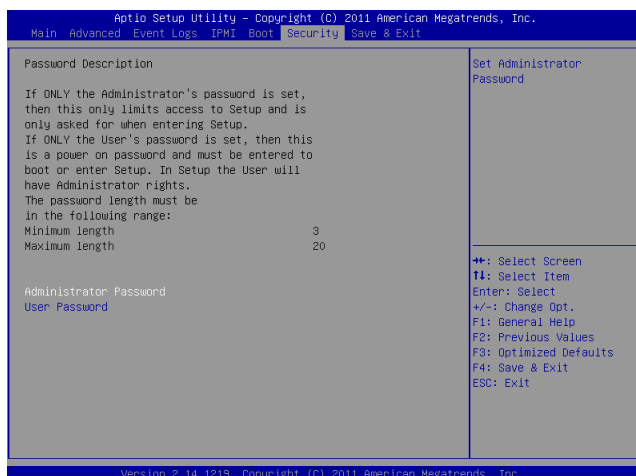 Aptio Setup Utility – Copyright (C) 2011 American Megatrends, Inc.
Main Advanced Event Logs IPMI Boot Security Save & Exit
Password Description
If ONLY the Administrator's password is set,
then this only limits access to Setup and is
only asked for when entering Setup.
If ONLY the User's password is set, then this
is a power on password and must be entered to
boot or enter Setup. In Setup the User will
have Administrator rights.
The password length must be
in the following range:
Minimum length 3
Maximum length 20
Administrator Password
User Password
Set Administrator
Password
→←: Select Screen
↑↓: Select Item
Enter: Select
+/-: Change Opt.
F1: General Help
F2: Previous Values
F3: Optimized Defaults
F4: Save & Exit
ESC: Exit
Version 2.14.1219. Copyright (C) 2011 American Megatrends, Inc.